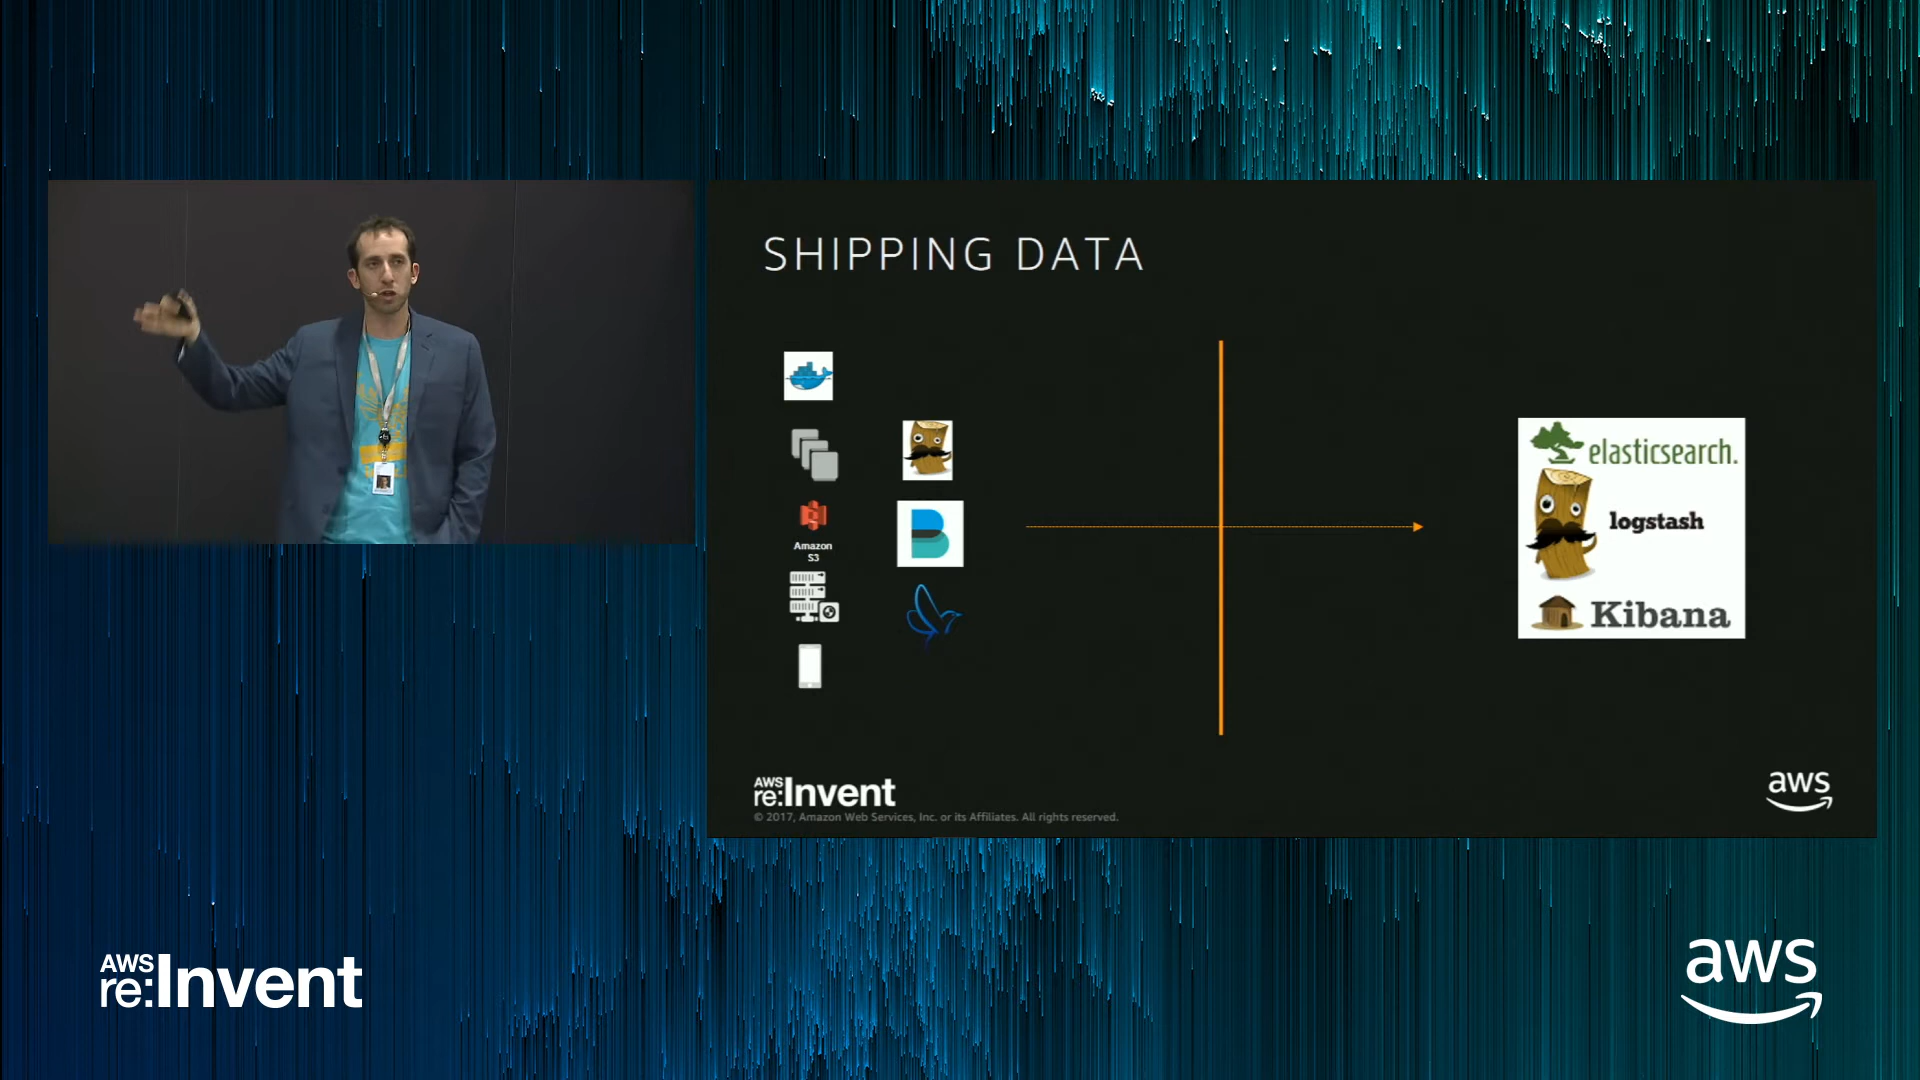 SHIPPING DATA
Amazon
S3
elasticsearch.
logstash
Kibana
AWS
re:Invent
© 2017, Amazon Web Services, Inc. or its Affiliates. All rights reserved.
aws
AWS
re:Invent
aws